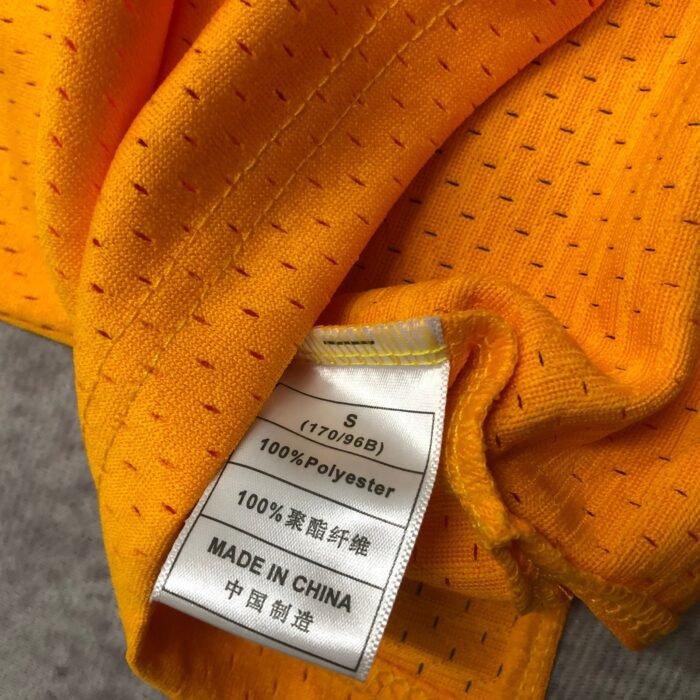 S
(170/96B)
100%Polyester
100%聚酯纤维
MADE IN CHINA
中国制造